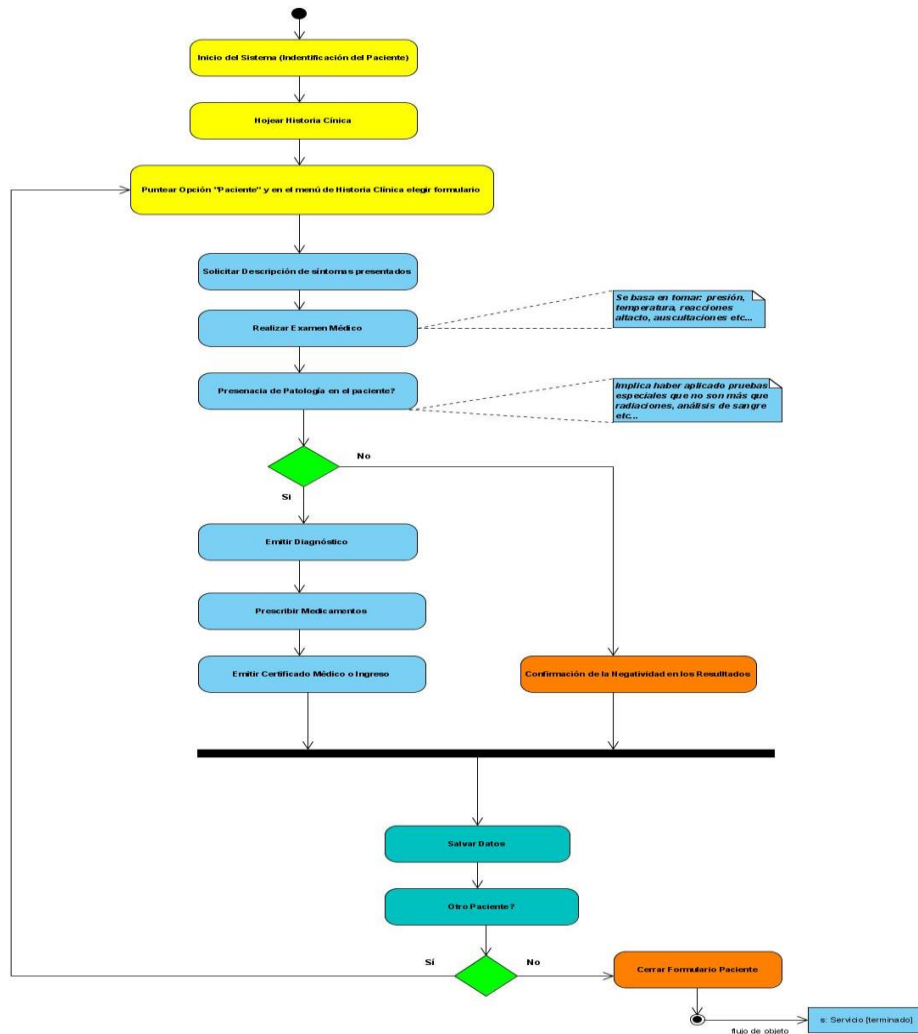 Inicio del Sistema (Indentificación del Paciente)
Hojear Historia Cínica
Puntear Opción "Paciente" y en el menú de Historia Clínica elegir formulario
Solicitar Descripción de síntomas presentados
Se basa en tomar: presión,
temperatura, reacciones
altacto, auscultaciones etc...
Realizar Examen Médico
Presenacia de Patología en el paciente?
Implica haber aplicado pruebas
especiales que no son más que
radiaciones, análisis de sangre
etc...
No
Si
Emitir Diagnóstico
Prescribir Medicamentos
Emitir Certificado Médico o Ingreso
Confirmación de la Negatividad en los Resulltados
Salvar Datos
Otro Paciente?
Sí
No
Cerrar Formulario Paciente
s: Servicio [terminado]
flujo de objeto